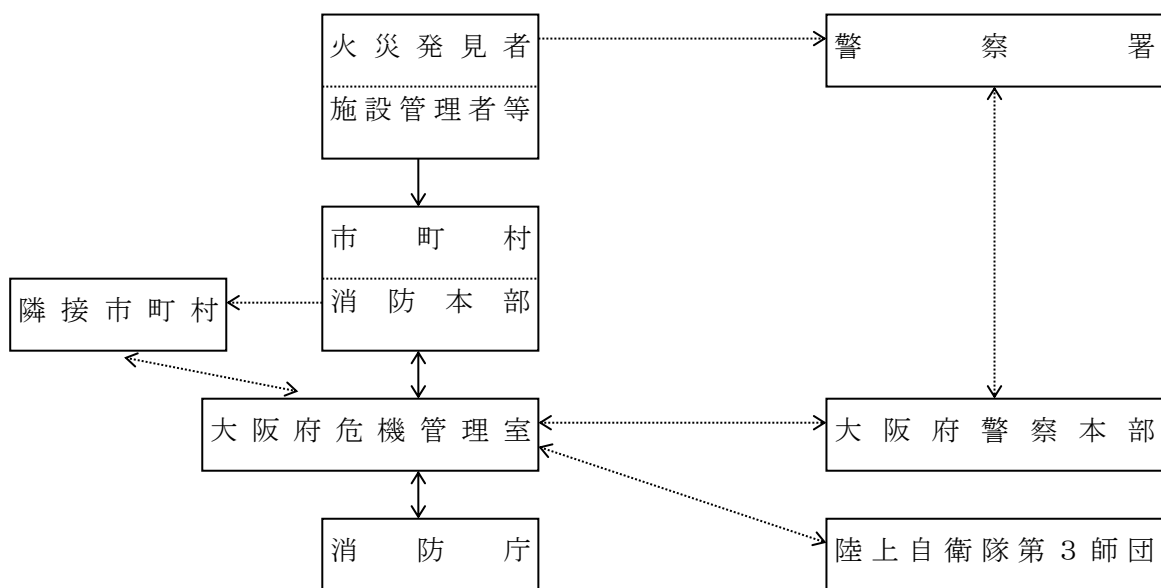 火災発見者
警察署
施設管理者等
市町村
消防本部
隣接市町村
大阪府危機管理室
大阪府警察本部
消防庁
陸上自衛隊第３師団